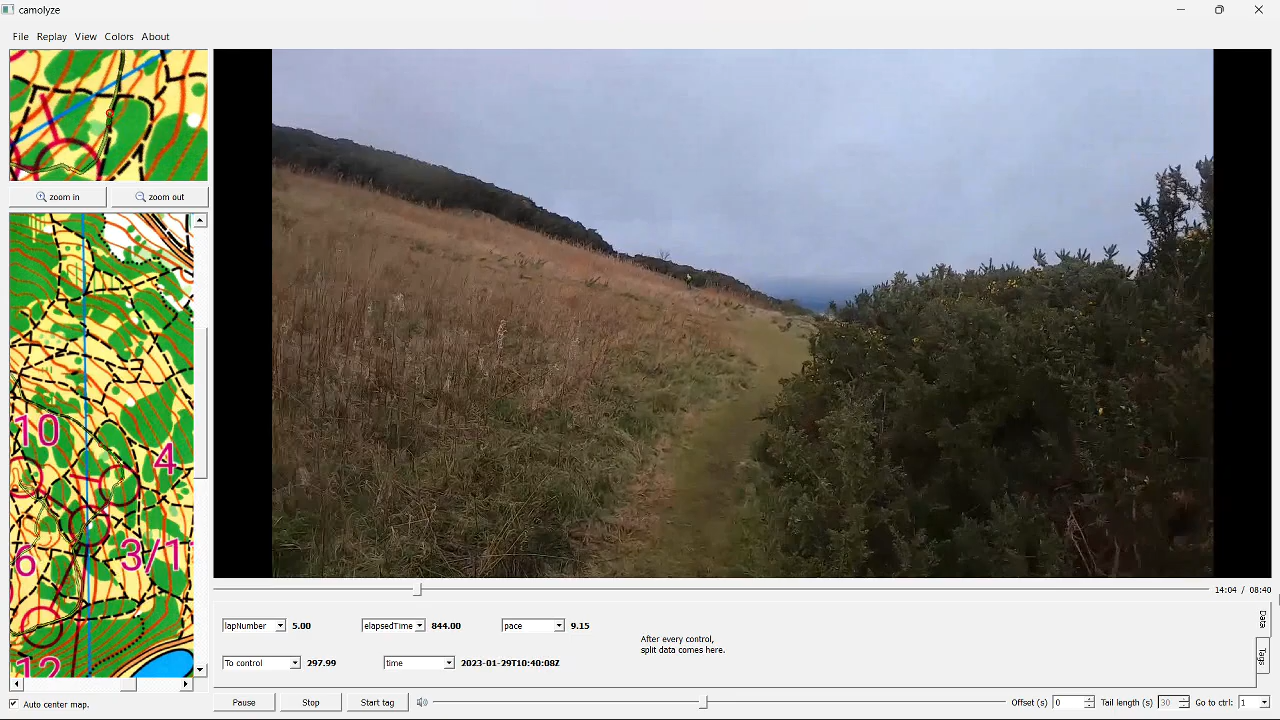 camolyze
File Replay View Colors About
zoom in zoom out
10
4
3/1
6
12
14:04 / 08:40
lapNumber 5.00 elapsedTime 844.00 pace 9.15
After every control,
split data comes here.
To control 297.99 time 2023-01-29T10:40:08Z
Data
Tags
Auto center map.
Pause Stop Start tag Offset (s) 0 Tail length (s) 30 Go to ctrl: 1